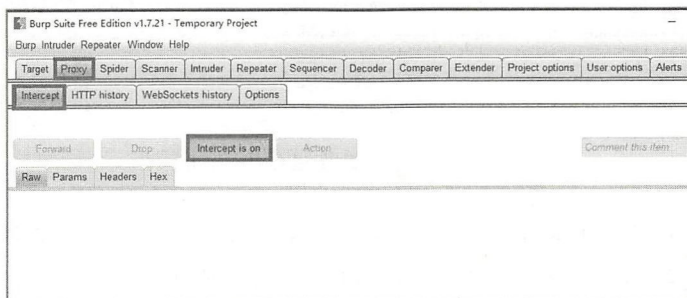 Burp Suite Free Edition v1.7.21 - Temporary Project
Burp Intruder Repeater Window Help
Target Proxy Spider Scanner Intruder Repeater Sequencer Decoder Comparer Extender Project options User options Alerts
Intercept HTTP history WebSockets history Options
Forward Drop Intercept is on Action Comment this item
Raw Params Headers Hex